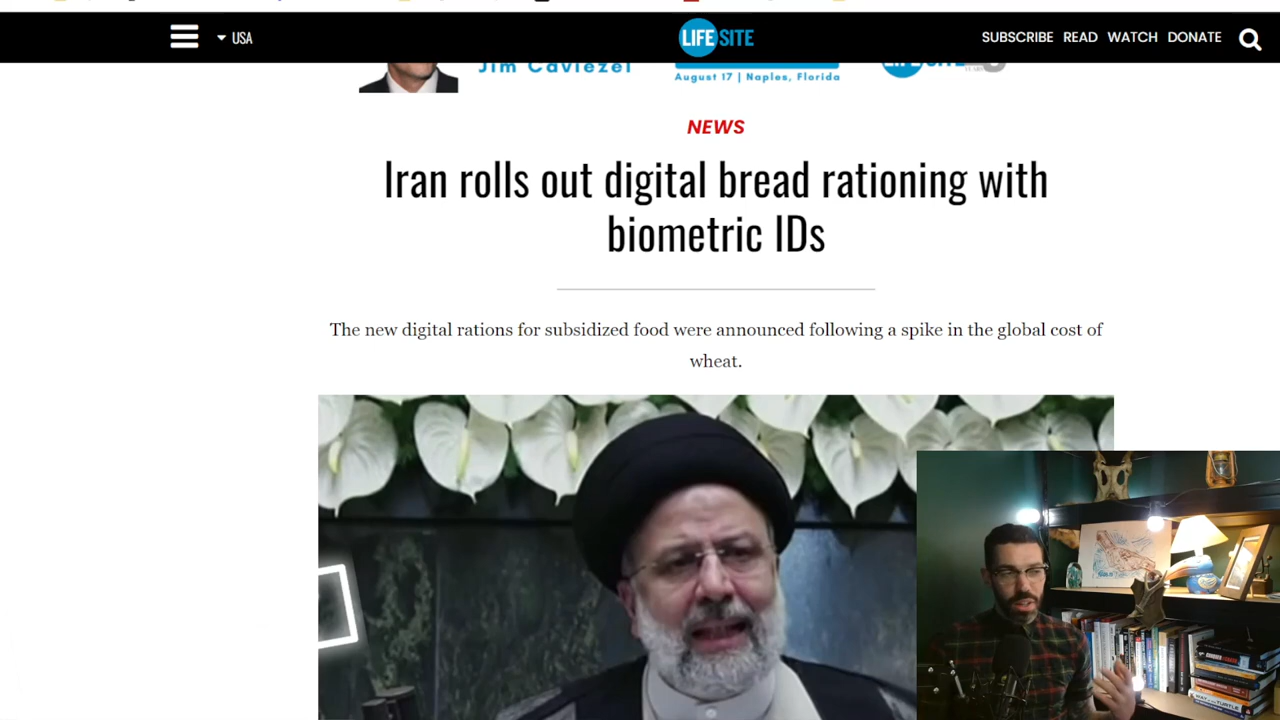 USA
LIFE SITE
SUBSCRIBE READ WATCH DONATE
Jim Caviezel
August 17 | Naples, Florida
NEWS
Iran rolls out digital bread rationing with
biometric IDs
The new digital rations for subsidized food were announced following a spike in the global cost of
wheat.